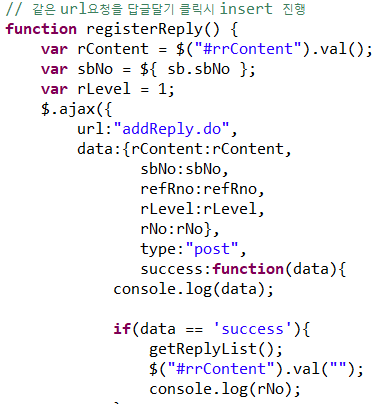 // 같은 url요청을 답글달기 클릭시 insert 진행
function registerReply() {
var rContent = $("#rrContent").val();
var sbNo = ${ sb.sbNo };
var rLevel = 1;
$.ajax({
url:"addReply.do",
data:{rContent:rContent,
sbNo:sbNo,
refRno:refRno,
rLevel:rLevel,
rNo:rNo},
type:"post",
success:function(data){
console.log(data);
if(data == 'success'){
getReplyList();
$("#rrContent").val("");
console.log(rNo);